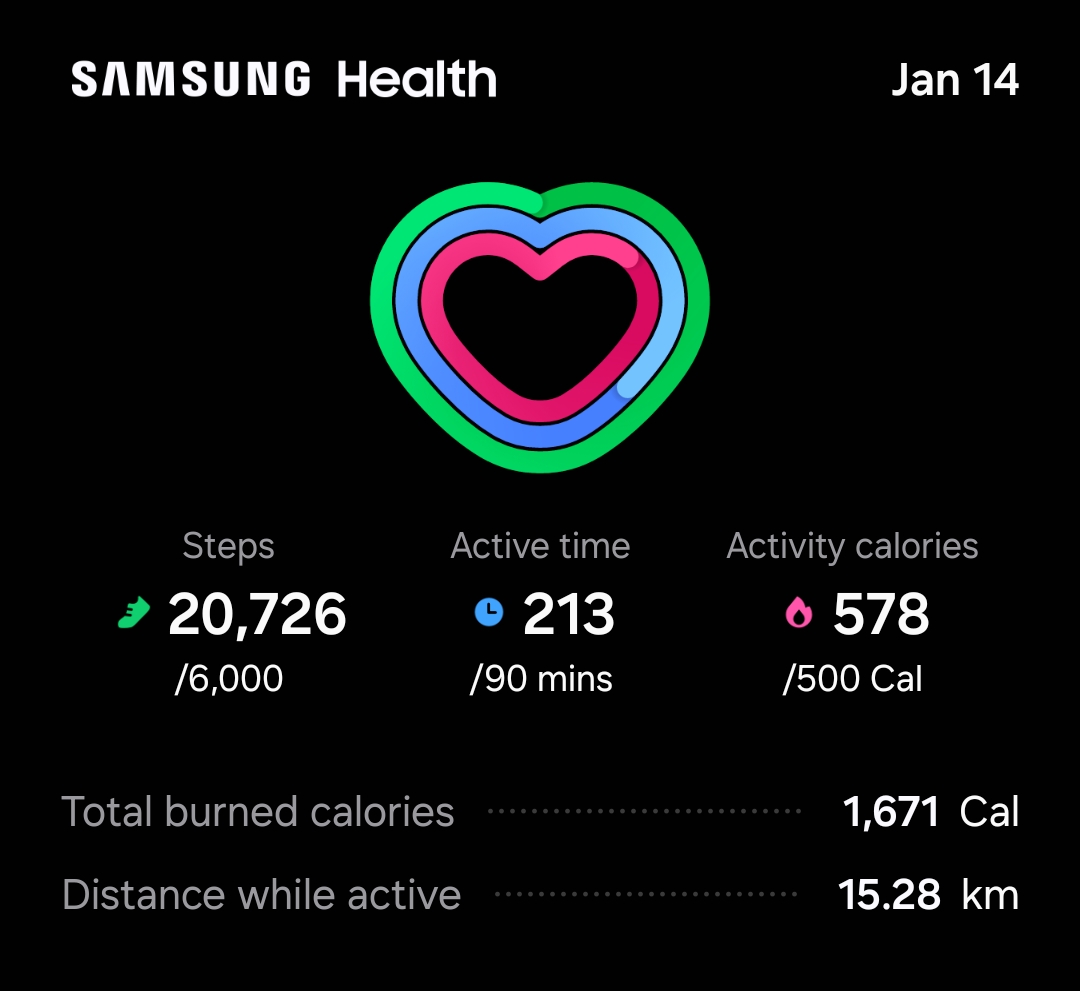 SAMSUNG Health
Jan 14
Steps
Active time
Activity calories
20,726
213
578
/6,000
/90 mins
/500 Cal
Total burned calories 1,671 Cal
Distance while active 15.28 km